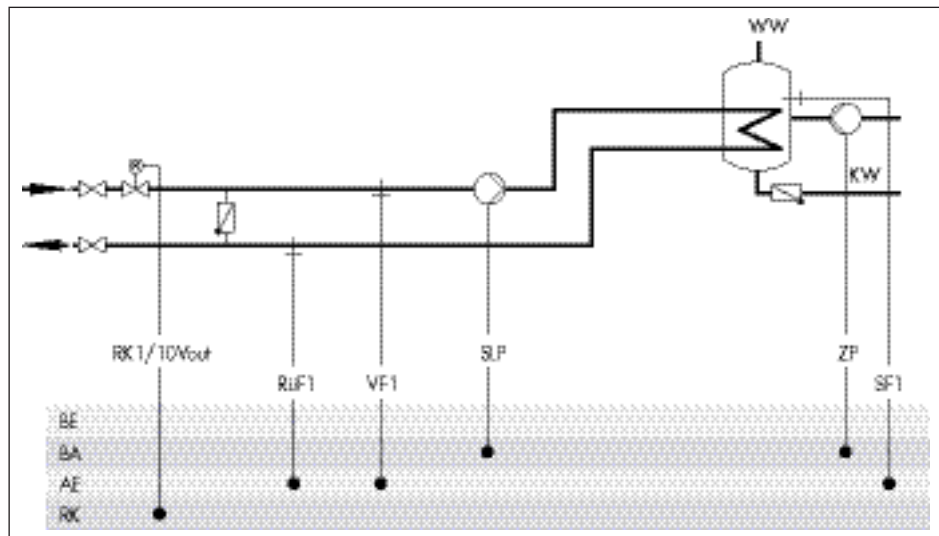 WW
KW
RK1/10Vout
SLP
ZP
RüF1
VF1
SF1
BE
BA
AE
RK